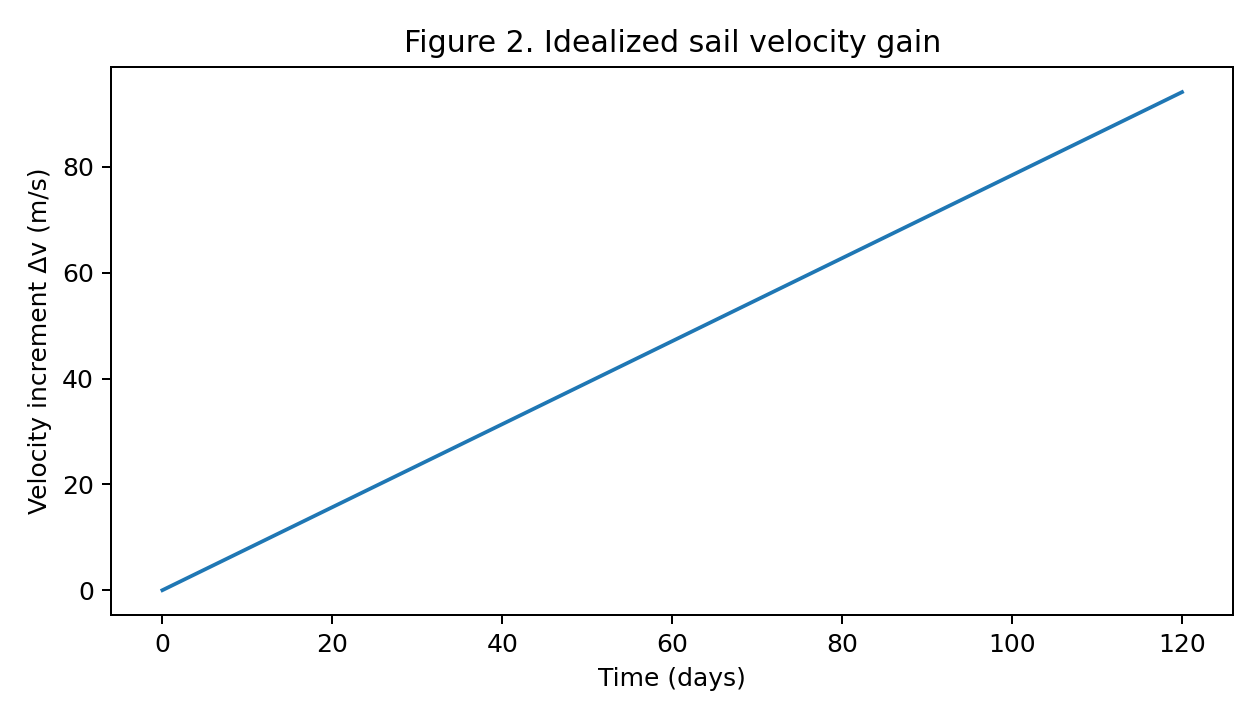 Figure 2. Idealized sail velocity gain
Velocity increment Δv (m/s)
80
60
40
20
0
0 20 40 60 80 100 120
Time (days)